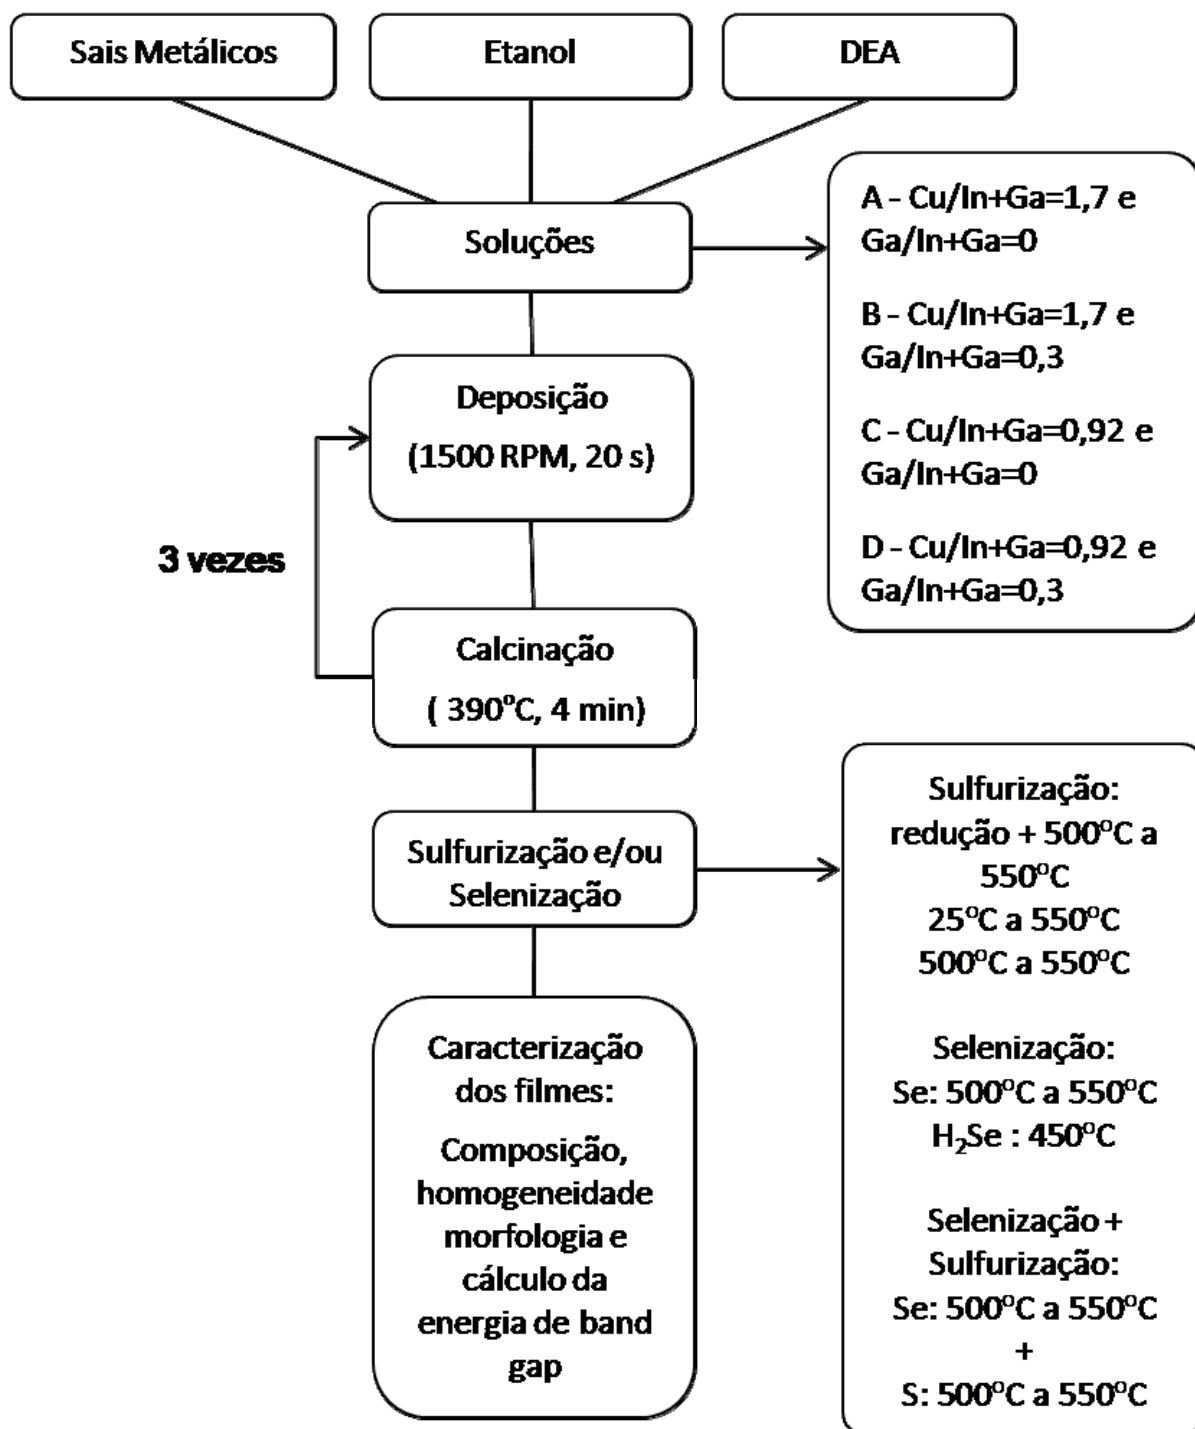 Sais Metálicos
Etanol
DEA
Soluções
A - Cu/In+Ga=1,7 e
Ga/In+Ga=0
B - Cu/In+Ga=1,7 e
Ga/In+Ga=0,3
C - Cu/In+Ga=0,92 e
Ga/In+Ga=0
D - Cu/In+Ga=0,92 e
Ga/In+Ga=0,3
Deposição
(1500 RPM, 20 s)
3 vezes
Calcinação
( 390ºC, 4 min)
Sulfurização e/ou
Selenização
Sulfurização:
redução + 500ºC a
550ºC
25ºC a 550ºC
500ºC a 550ºC
Selenização:
Se: 500ºC a 550ºC
H₂Se : 450ºC
Selenização +
Sulfurização:
Se: 500ºC a 550ºC
+
S: 500ºC a 550ºC
Caracterização
dos filmes:
Composição,
homogeneidade
morfologia e
cálculo da
energia de band
gap